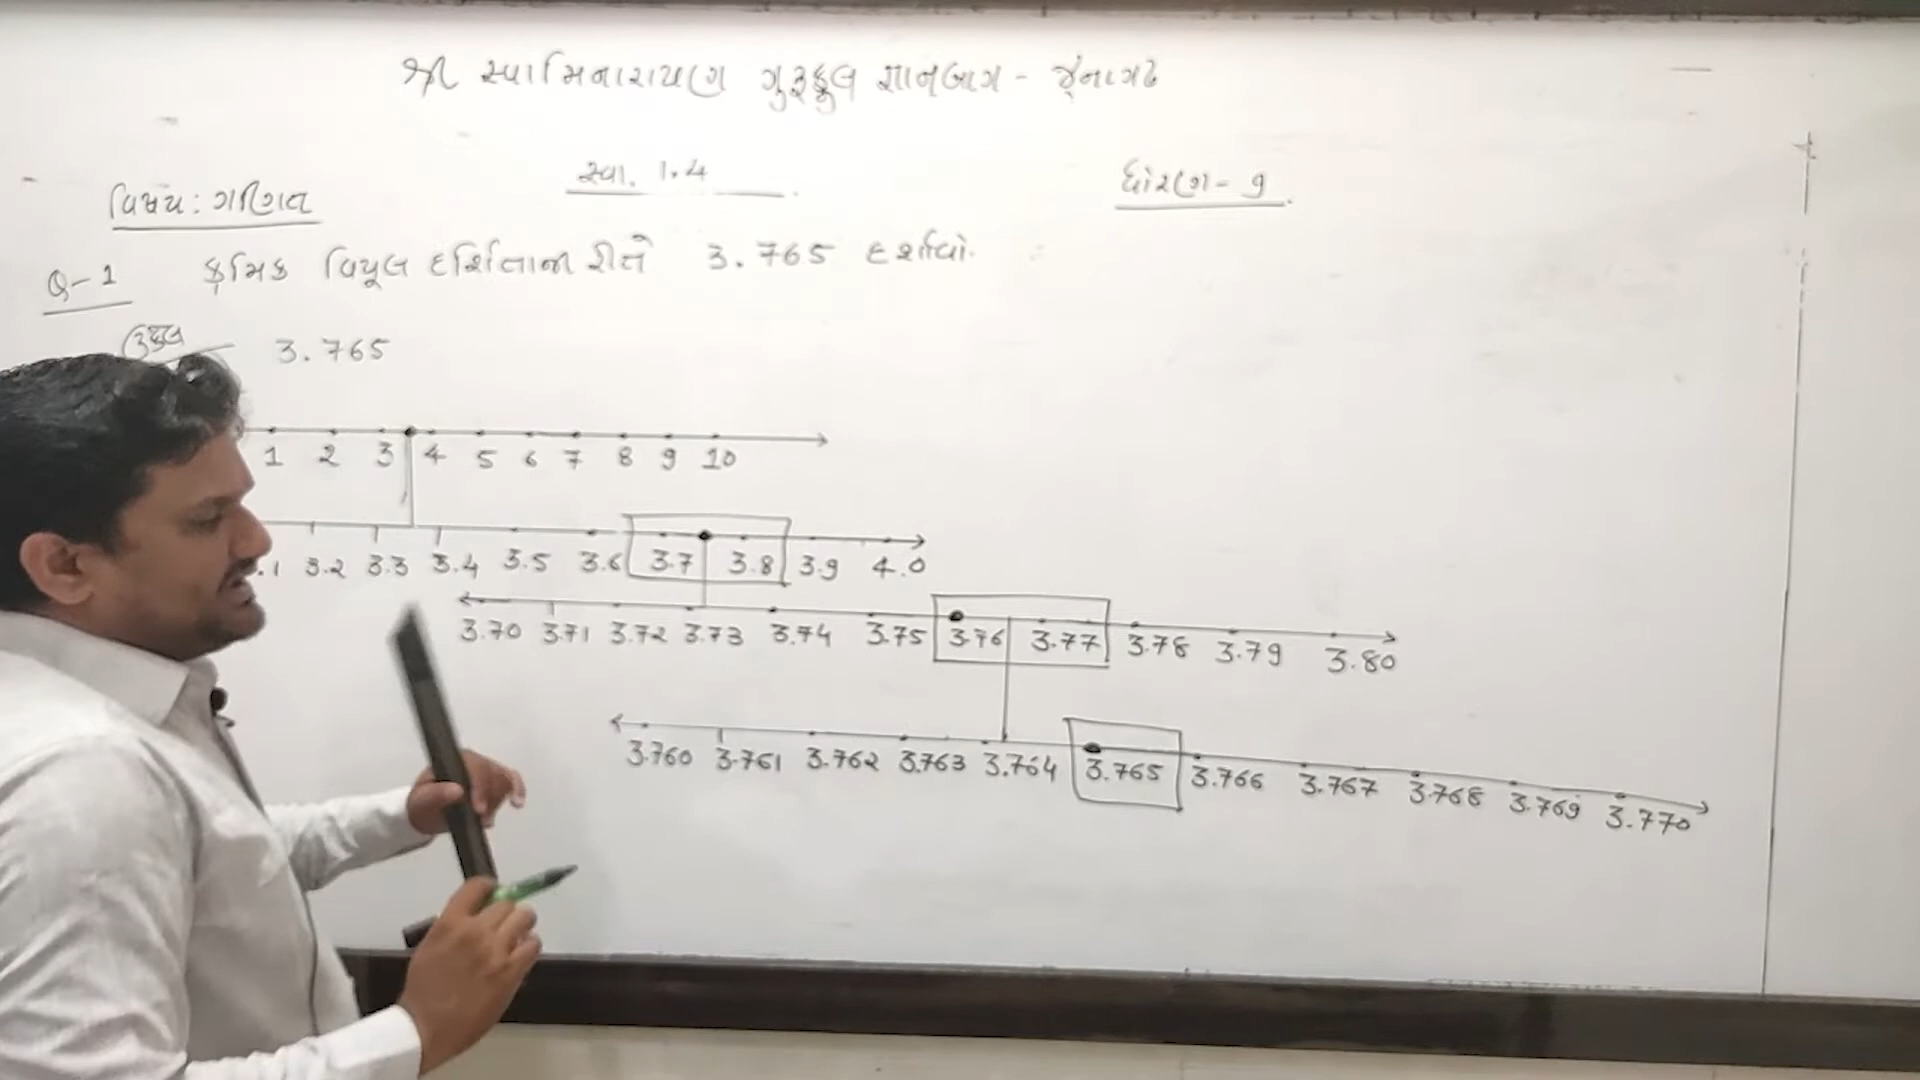 શ્રી સ્વામિનારાયણ ગુરૂકુલ જ્ઞાનબાગ - જૂનાગઢ
વિષય : ગણિત સ્વા. 1.4 ધોરણ - 9
Q-1 ક્રમિક વિપૂલ દર્શિતાની રીતે 3.765 દર્શાવો.
ઉકેલ 3.765
1 2 3 4 5 6 7 8 9 10
.1 3.2 3.3 3.4 3.5 3.6 3.7 3.8 3.9 4.0
3.70 3.71 3.72 3.73 3.74 3.75 3.76 3.77 3.78 3.79 3.80
3.760 3.761 3.762 3.763 3.764 3.765 3.766 3.767 3.768 3.769 3.770